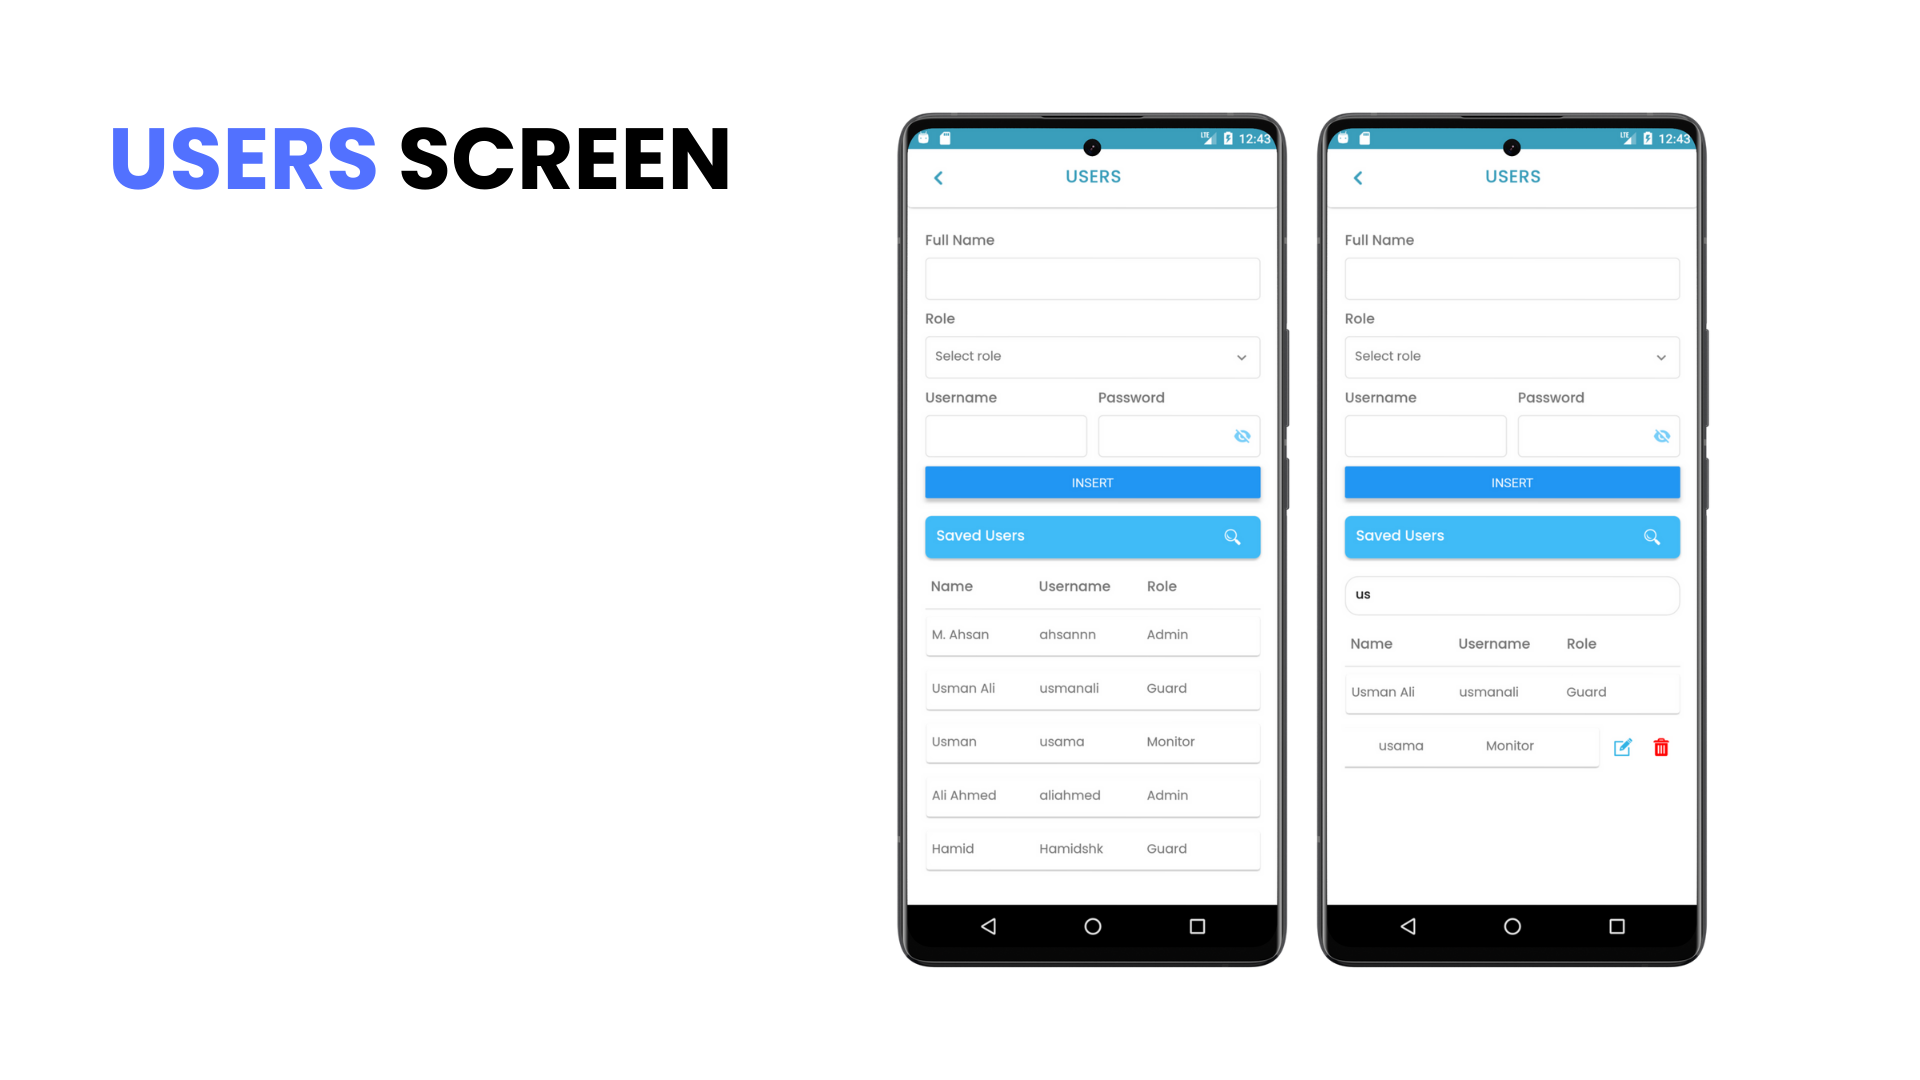 USERS SCREEN
LTE 12:43
USERS
Full Name
Role
Select role
Username Password
INSERT
Saved Users
Name Username Role
M. Ahsan ahsannn Admin
Usman Ali usmanali Guard
Usman usama Monitor
Ali Ahmed aliahmed Admin
Hamid Hamidshk Guard
LTE 12:43
USERS
Full Name
Role
Select role
Username Password
INSERT
Saved Users
us
Name Username Role
Usman Ali usmanali Guard
usama Monitor